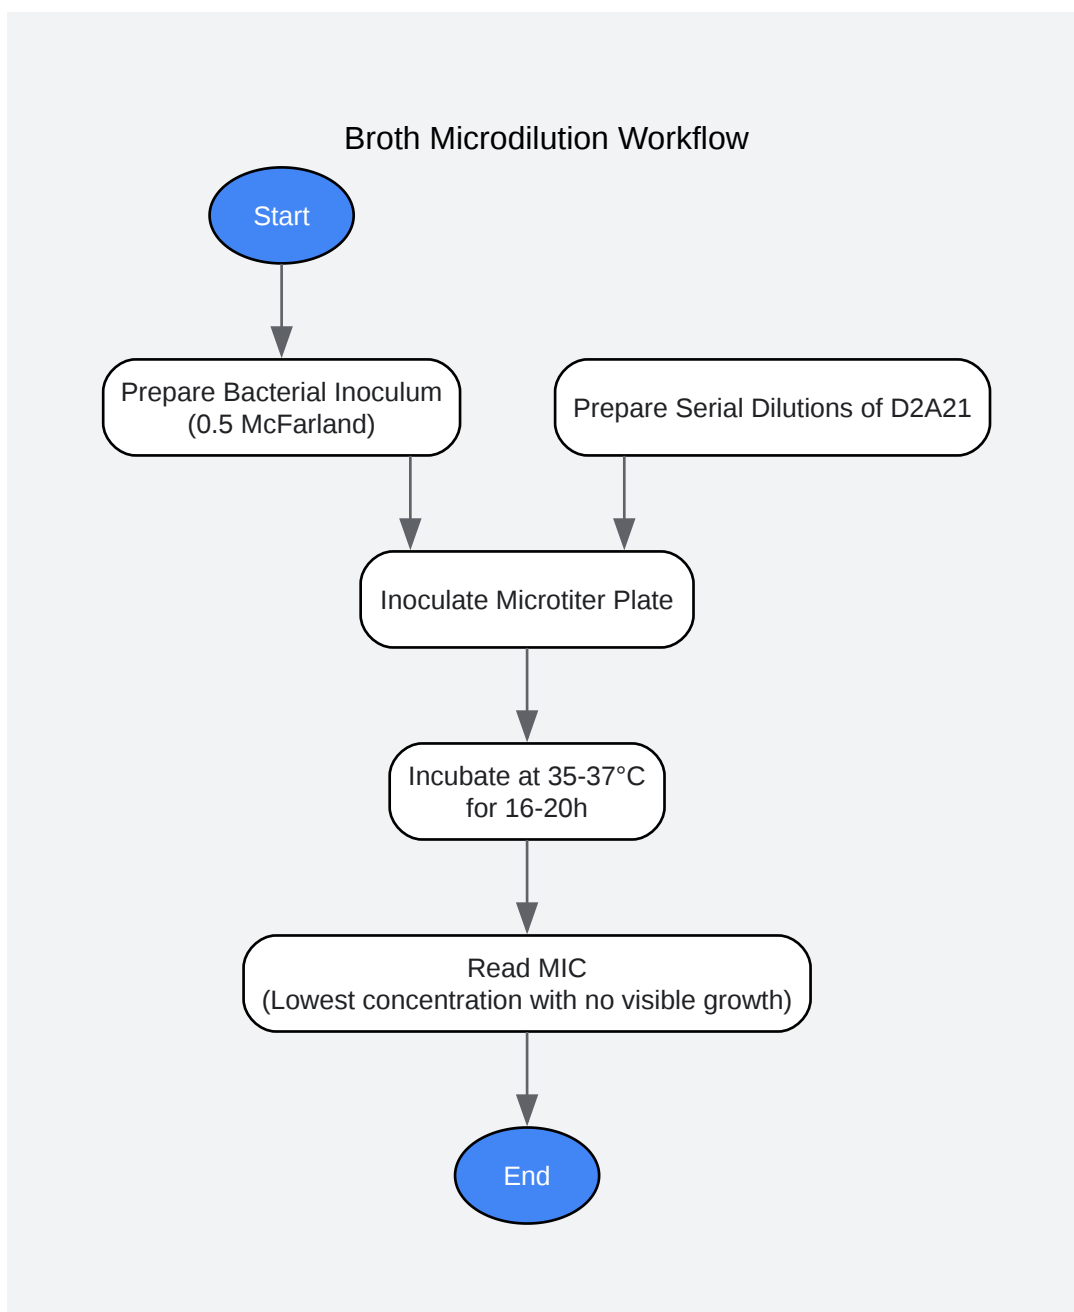 Broth Microdilution Workflow
Start
Prepare Bacterial Inoculum
(0.5 McFarland)
Prepare Serial Dilutions of D2A21
Inoculate Microtiter Plate
Incubate at 35-37°C
for 16-20h
Read MIC
(Lowest concentration with no visible growth)
End